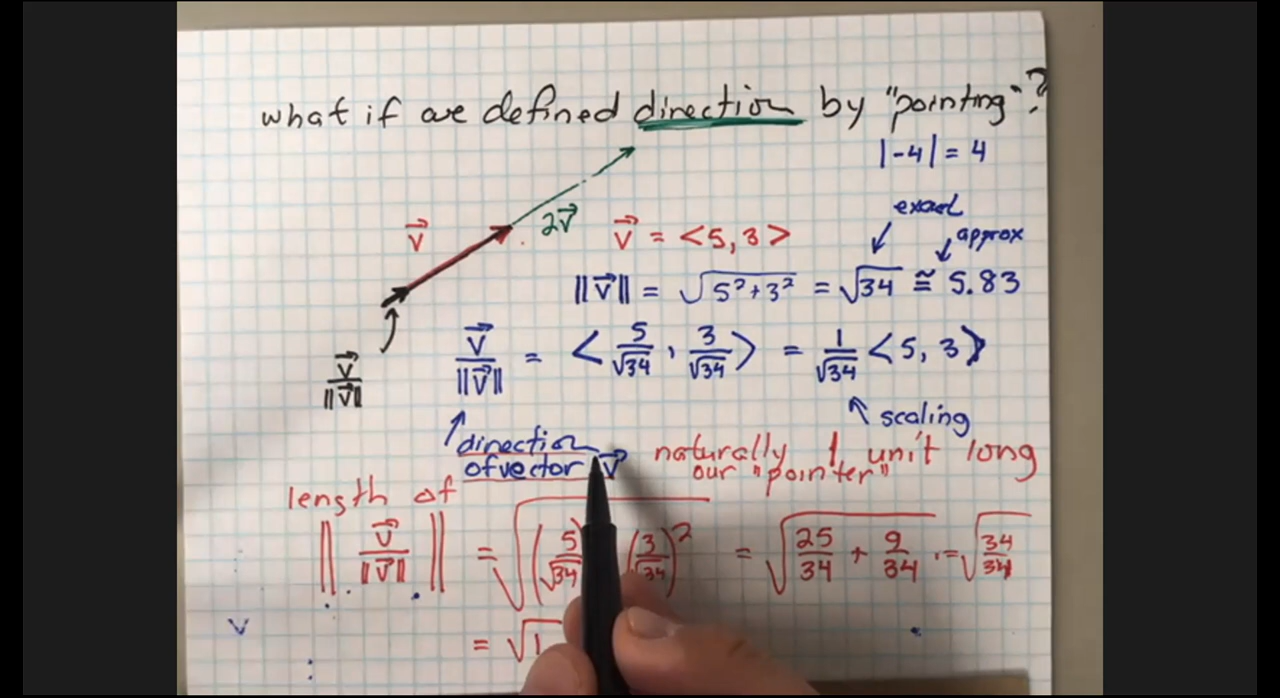 what if we defined direction by "pointing"?
|-4| = 4
exact
approx
v⃗
2v⃗
v⃗ = <5, 3>
||v⃗|| = √(5²+3²) = √34 ≅ 5.83
v⃗/||v⃗||
v⃗/||v⃗|| = <5/√34, 3/√34> = 1/√34 <5, 3>
scaling
direction
of vector v⃗
naturally 1 unit long
our "pointer"
length of
||v⃗/||v⃗|||| = √((5/√34) (3/√34)²) = √(25/34 + 9/34) = √(34/34)
= √1
v